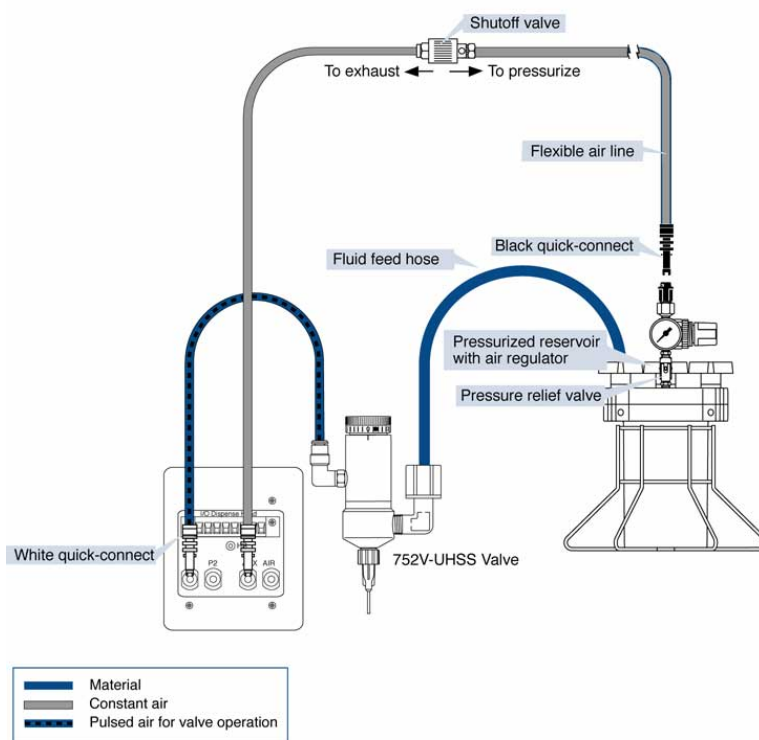 Shutoff valve
To exhaust
To pressurize
Flexible air line
Black quick-connect
Fluid feed hose
Pressurized reservoir
with air regulator
Pressure relief valve
I/O Dispense
White quick-connect
P2
X AIR
752V-UHSS Valve
Material
Constant air
Pulsed air for valve operation